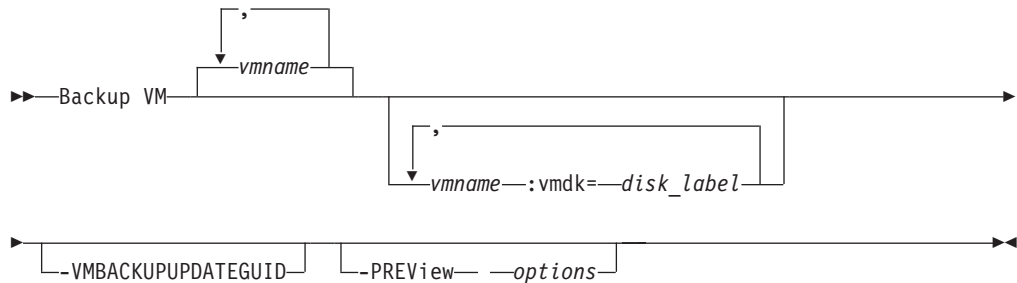 ,
vmname
Backup VM
,
vmname :vmdk= disk_label
-VMBACKUPUPDATEGUID -PREView options